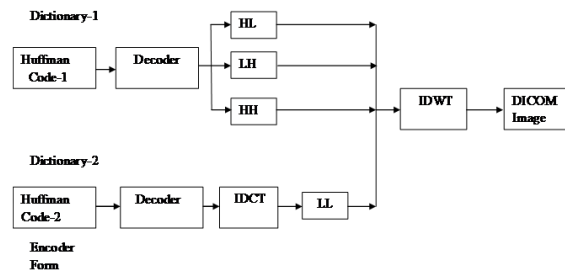 Dictionary-1
HL
Huffman
Code-1
Decoder
LH
HH
IDWT
DICOM
Image
Dictionary-2
Huffman
Code-2
Decoder
IDCT
LL
Encoder
Form